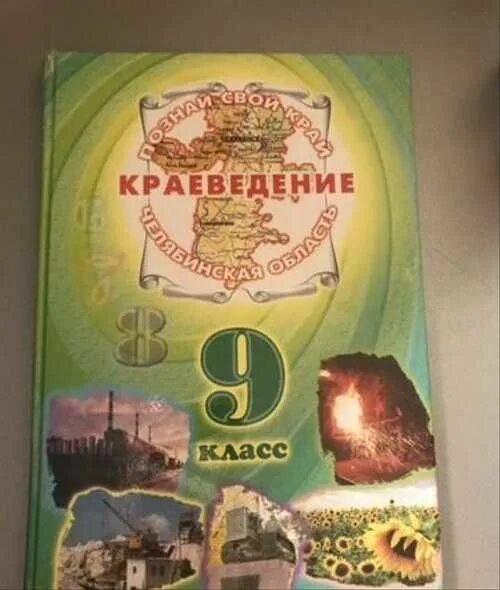 ПОЗНАЙ СВОЙ КРАЙ
КРАЕВЕДЕНИЕ
ЧЕЛЯБИНСКАЯ ОБЛАСТЬ
8
9
КЛАСС